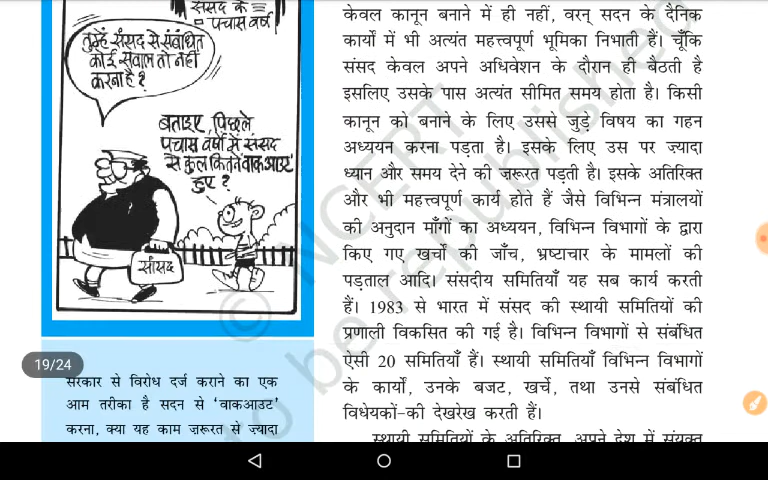 संसद के
पचास वर्ष
तुम्हें संसद से संबंधित
कोई सवाल तो नहीं
करना है?
बताइए, पिछले
पचास वर्षों में संसद
से कुल कितने वाकआउट
हुए?
सांसद
19/24
सरकार से विरोध दर्ज कराने का एक
आम तरीका है सदन से ‘वाकआउट’
करना, क्या यह काम ज़रूरत से ज़्यादा
केवल कानून बनाने में ही नहीं, वरन् सदन के दैनिक
कार्यों में भी अत्यंत महत्त्वपूर्ण भूमिका निभाती हैं। चूँकि
संसद केवल अपने अधिवेशन के दौरान ही बैठती है
इसलिए उसके पास अत्यंत सीमित समय होता है। किसी
कानून को बनाने के लिए उससे जुड़े विषय का गहन
अध्ययन करना पड़ता है। इसके लिए उस पर ज्यादा
ध्यान और समय देने की ज़रूरत पड़ती है। इसके अतिरिक्त
और भी महत्त्वपूर्ण कार्य होते हैं जैसे विभिन्न मंत्रालयों
की अनुदान माँगों का अध्ययन, विभिन्न विभागों के द्वारा
किए गए खर्चों की जाँच, भ्रष्टाचार के मामलों की
पड़ताल आदि। संसदीय समितियाँ यह सब कार्य करती
हैं। 1983 से भारत में संसद की स्थायी समितियों की
प्रणाली विकसित की गई है। विभिन्न विभागों से संबंधित
ऐसी 20 समितियाँ हैं। स्थायी समितियाँ विभिन्न विभागों
के कार्यों, उनके बजट, खर्चे, तथा उनसे संबंधित
विधेयकों-की देखरेख करती हैं।
स्थायी समितियों के अतिरिक्त, अपने देश में संयुक्त
© NCERT
to be republished